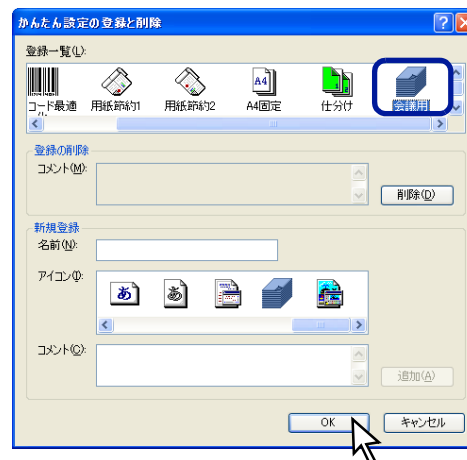 かんたん設定の登録と削除
登録一覧(L):
コード最適
用紙節約1
用紙節約2
A4
A4固定
仕分け
会議用
登録の削除
コメント(M):
削除(D)
新規登録
名前(N):
アイコン(I):
あ
あ
コメント(C):
追加(A)
OK
キャンセル